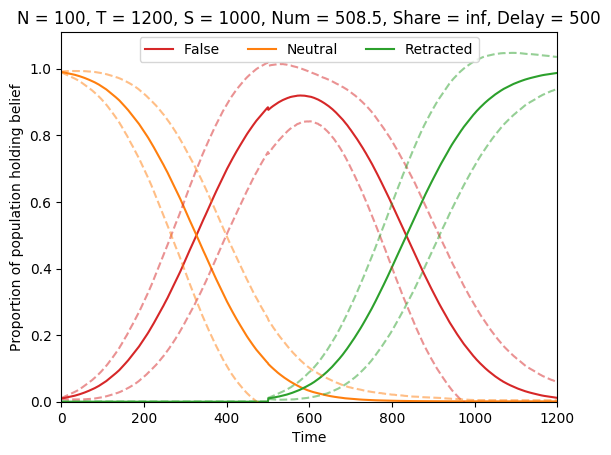 N = 100, T = 1200, S = 1000, Num = 508.5, Share = inf, Delay = 500
False Neutral Retracted
Proportion of population holding belief
1.0
0.8
0.6
0.4
0.2
0.0
0 200 400 600 800 1000 1200
Time